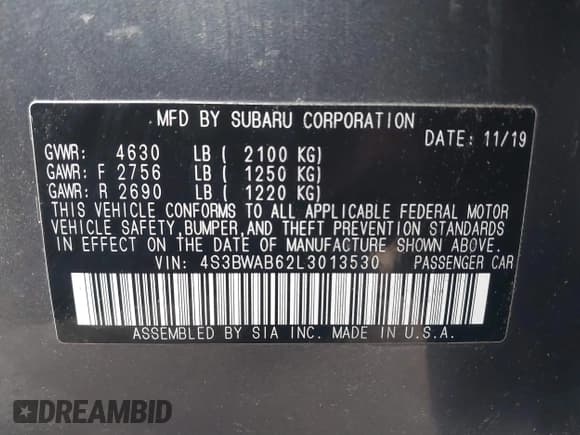 MFD BY SUBARU CORPORATION
DATE: 11/19
GVWR: 4630 LB ( 2100 KG)
GAWR: F 2756 LB ( 1250 KG)
GAWR: R 2690 LB ( 1220 KG)
THIS VEHICLE CONFORMS TO ALL APPLICABLE FEDERAL MOTOR
VEHICLE SAFETY, BUMPER, AND THEFT PREVENTION STANDARDS
IN EFFECT ON THE DATE OF MANUFACTURE SHOWN ABOVE.
VIN: 4S3BWAB62L3013530 PASSENGER CAR
ASSEMBLED BY SIA INC. MADE IN U.S.A.
DREAMBID